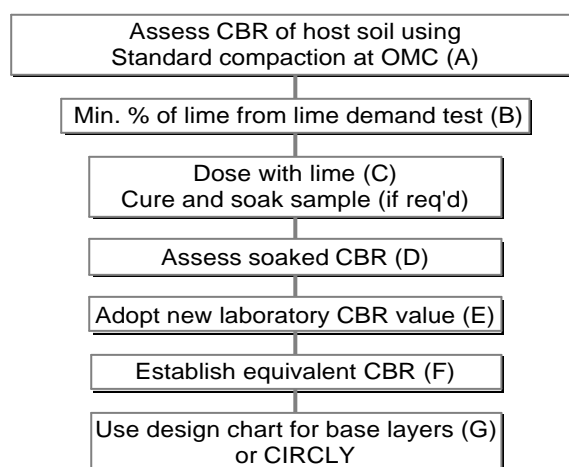 Assess CBR of host soil using
Standard compaction at OMC (A)
Min. % of lime from lime demand test (B)
Dose with lime (C)
Cure and soak sample (if req'd)
Assess soaked CBR (D)
Adopt new laboratory CBR value (E)
Establish equivalent CBR (F)
Use design chart for base layers (G)
or CIRCLY